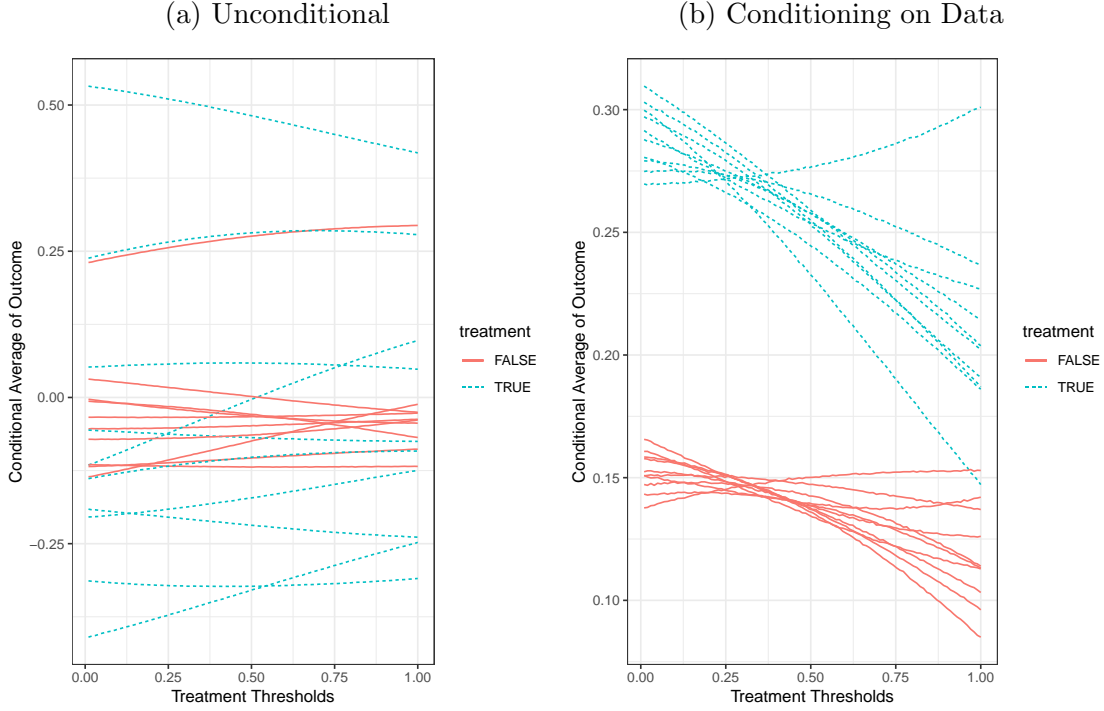 (a) Unconditional
(b) Conditioning on Data
0.50
0.25
0.00
−0.25
0.00
0.25
0.50
0.75
1.00
Treatment Thresholds
Conditional Average of Outcome
treatment
FALSE
TRUE
0.30
0.25
0.20
0.15
0.10
0.00
0.25
0.50
0.75
1.00
Treatment Thresholds
Conditional Average of Outcome
treatment
FALSE
TRUE